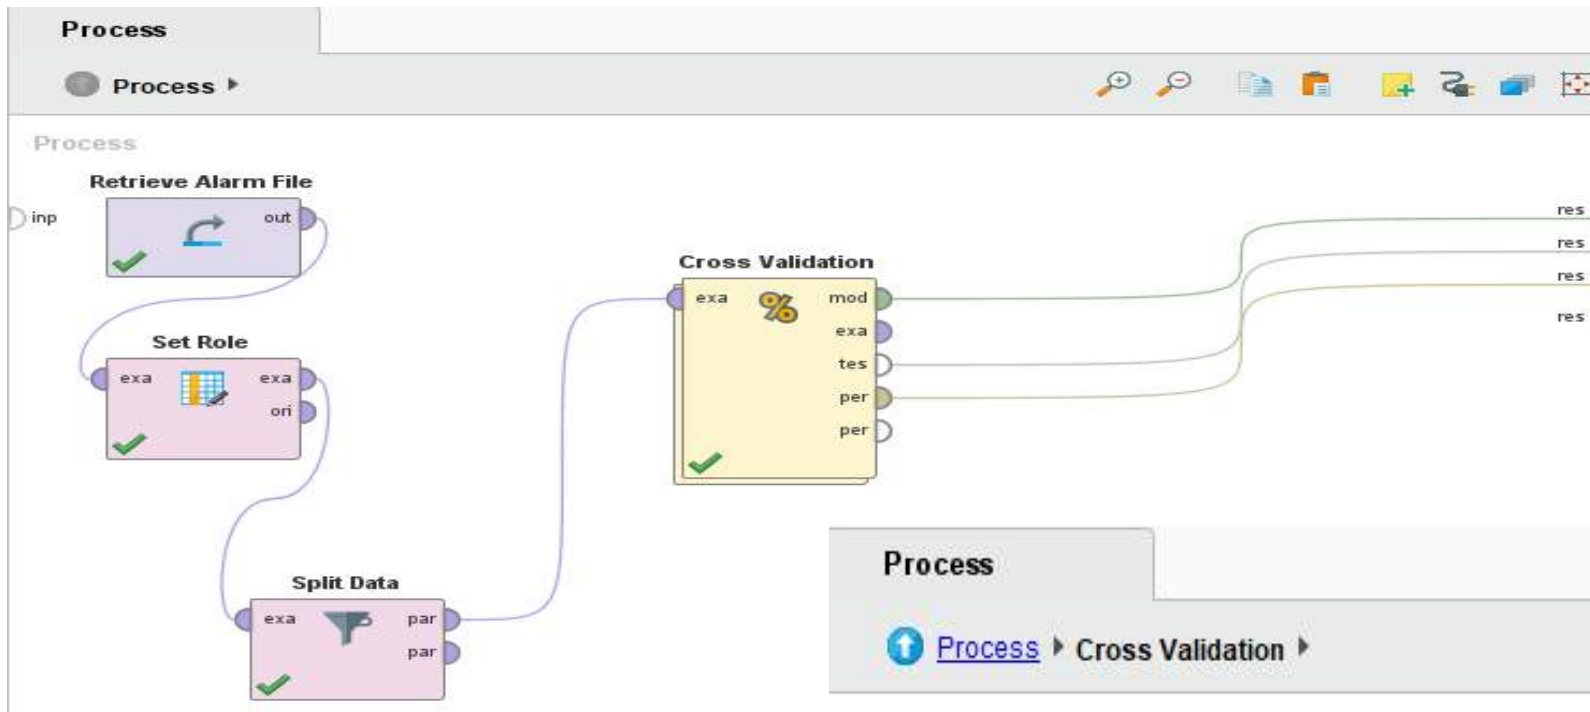 Process
Process
Process
Retrieve Alarm File
inp
out
res
res
Cross Validation
res
exa
mod
res
exa
Set Role
tes
exa
exa
per
ori
per
Process
Split Data
exa
par
par
Process Cross Validation